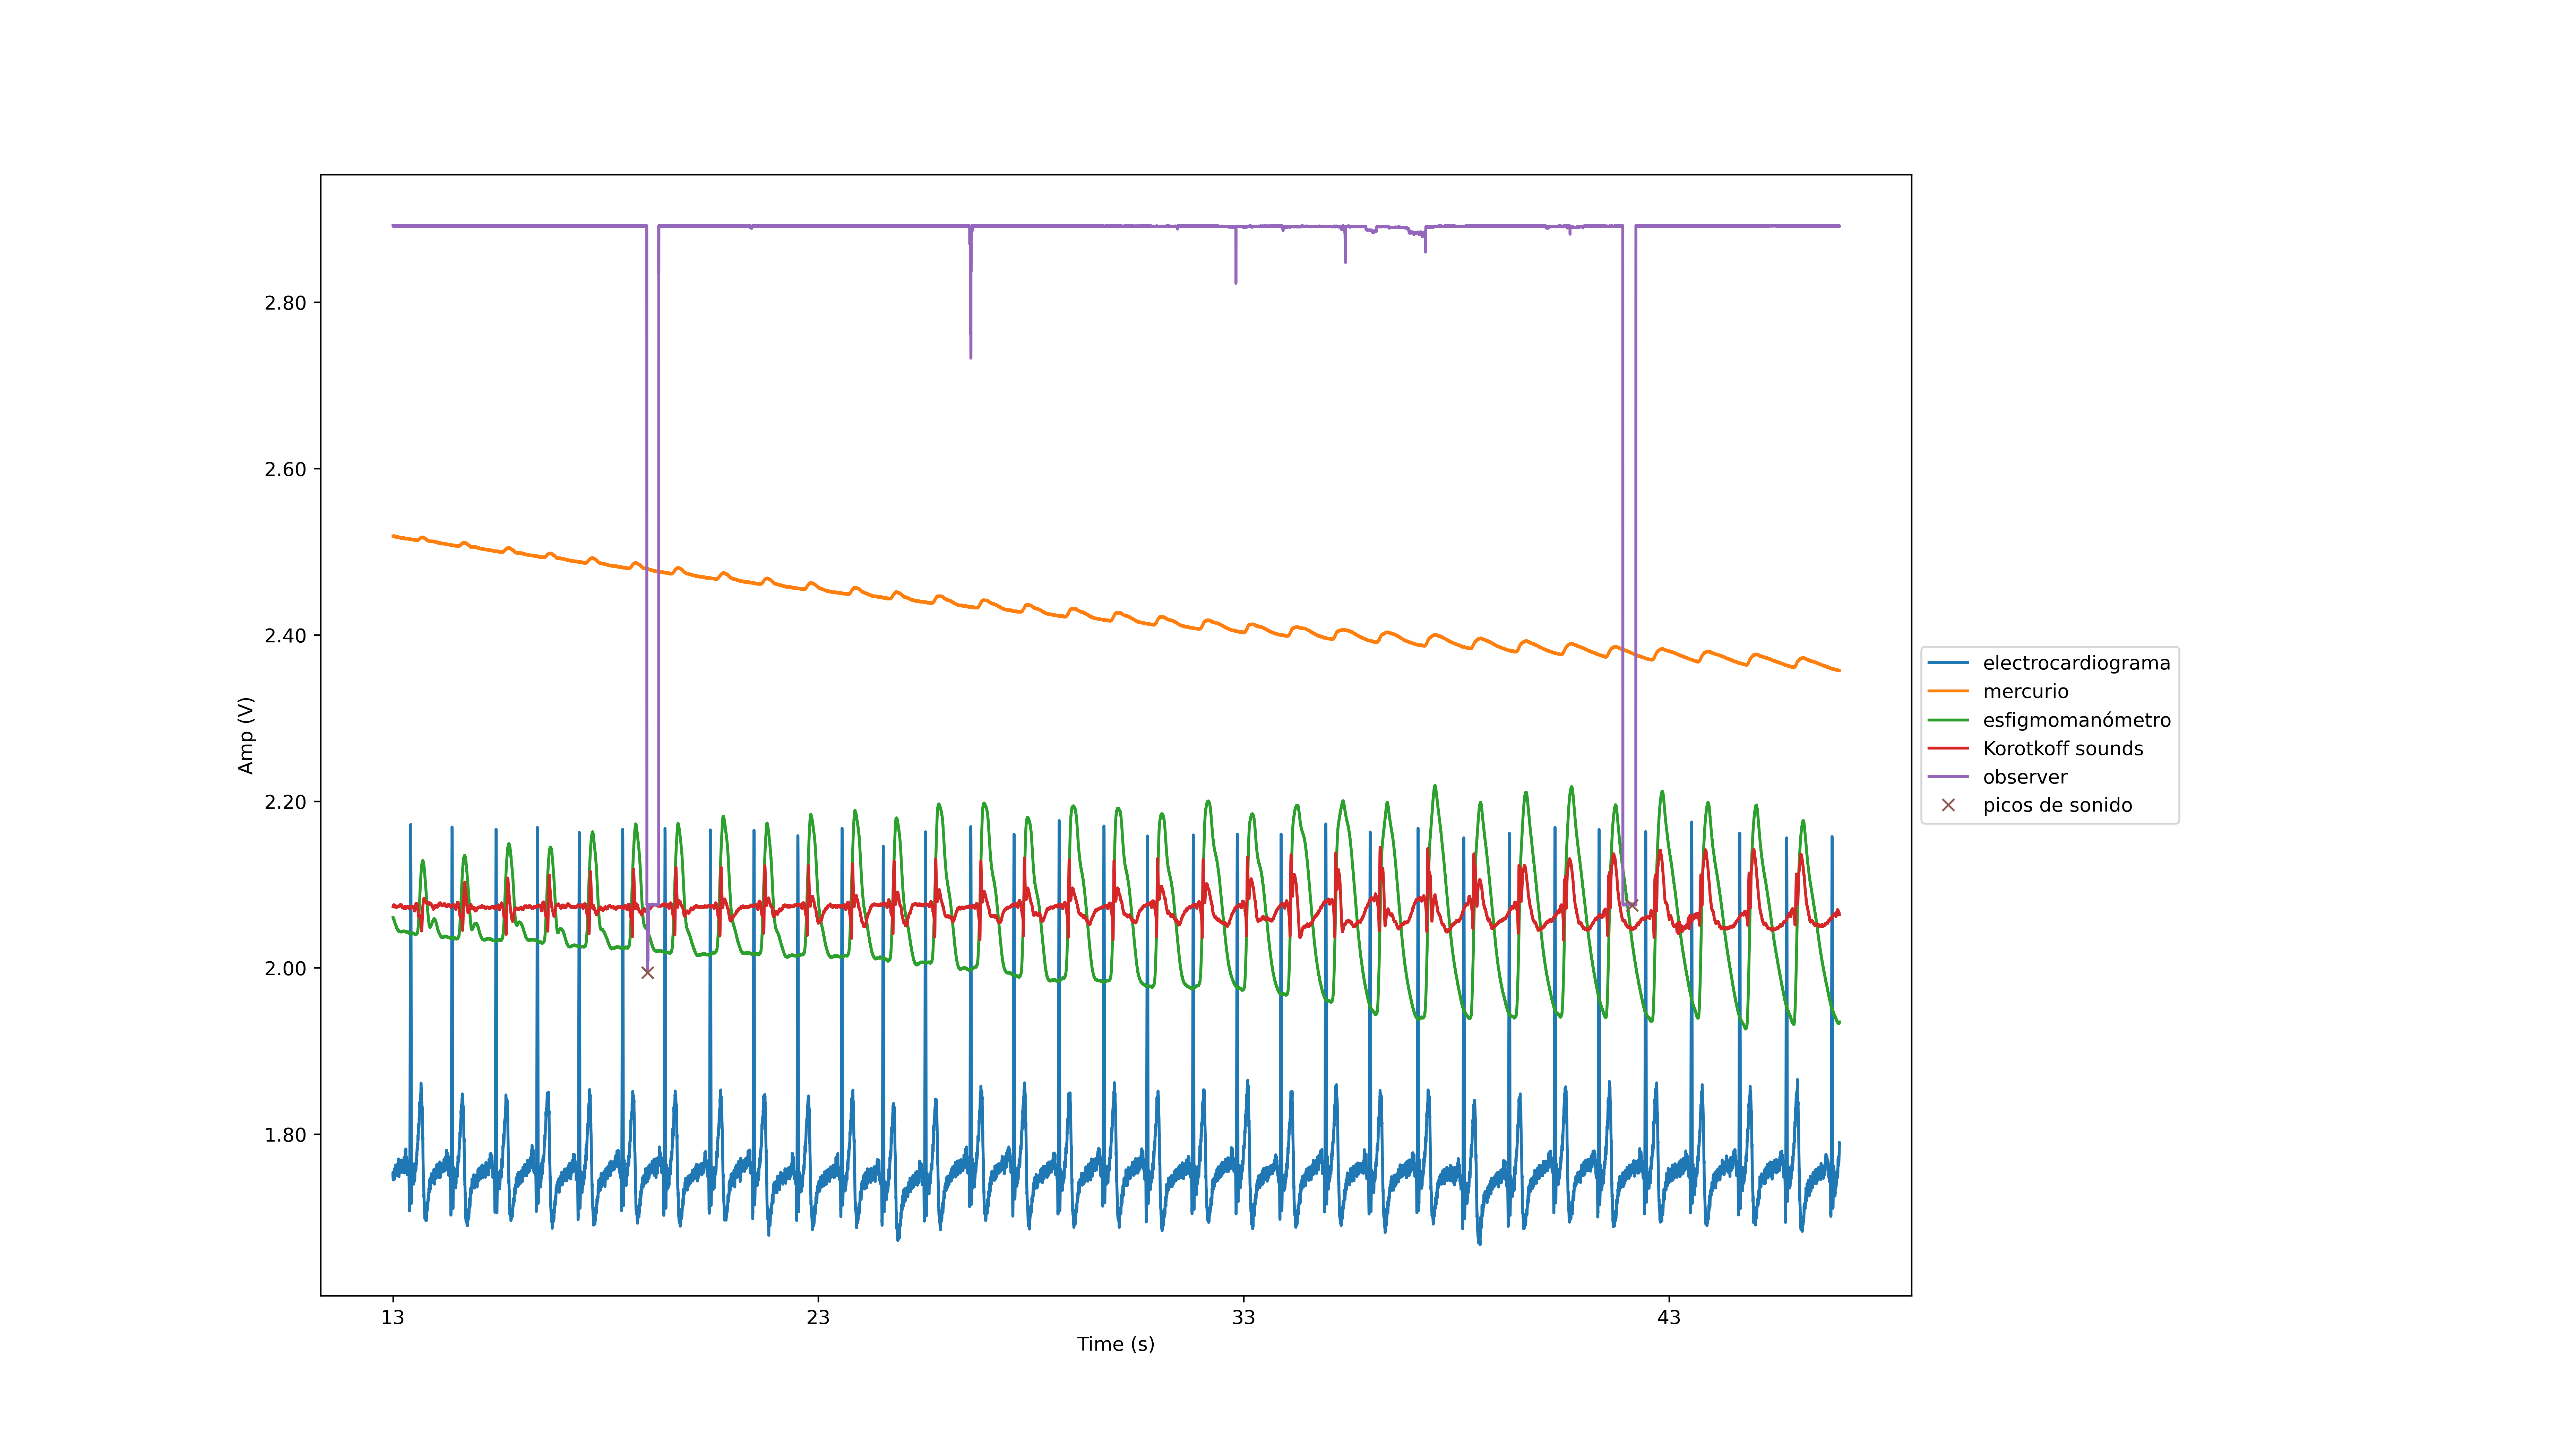 2.80
2.60
2.40
2.20
2.00
1.80
Amp (V)
13
23
33
43
Time (s)
electrocardiograma
mercurio
esfigmomanómetro
Korotkoff sounds
observer
picos de sonido